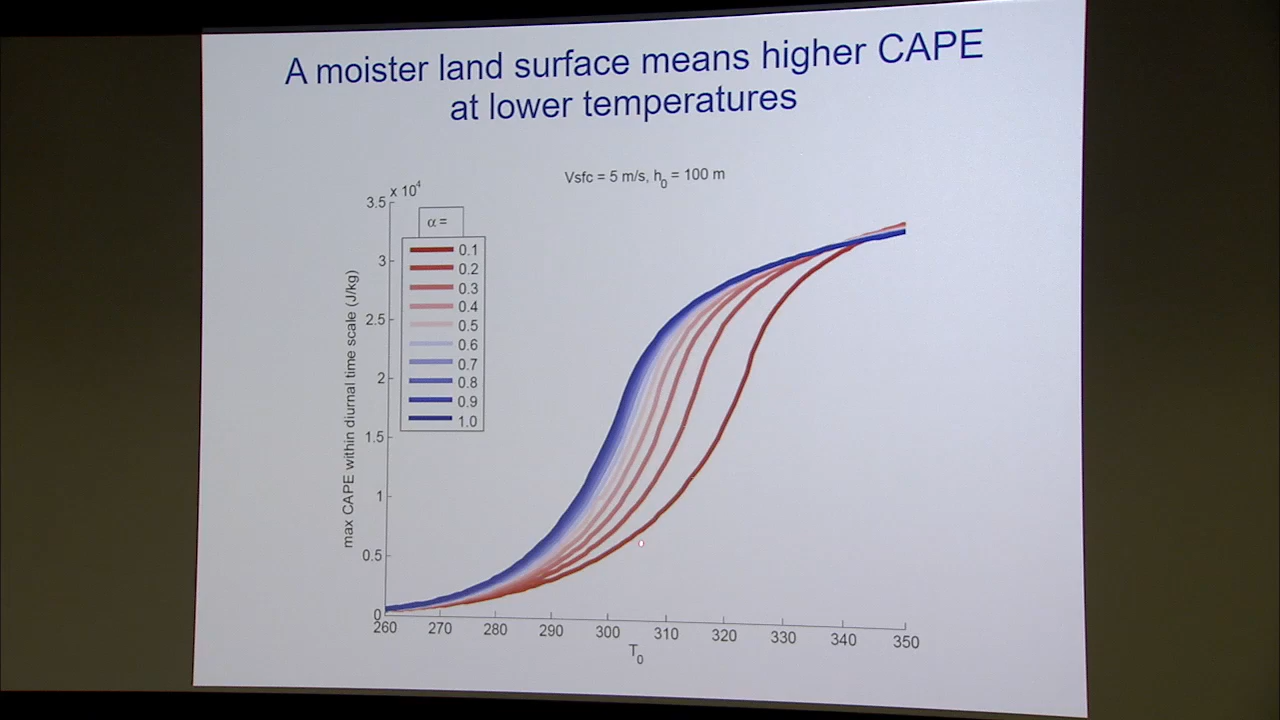 A moister land surface means higher CAPE
at lower temperatures
Vsfc = 5 m/s, h0 = 100 m
x 10^4
3.5
3
2.5
2
1.5
1
0.5
0
max CAPE within diurnal time scale (J/kg)
α =
0.1
0.2
0.3
0.4
0.5
0.6
0.7
0.8
0.9
1.0
260 270 280 290 300 310 320 330 340 350
T0